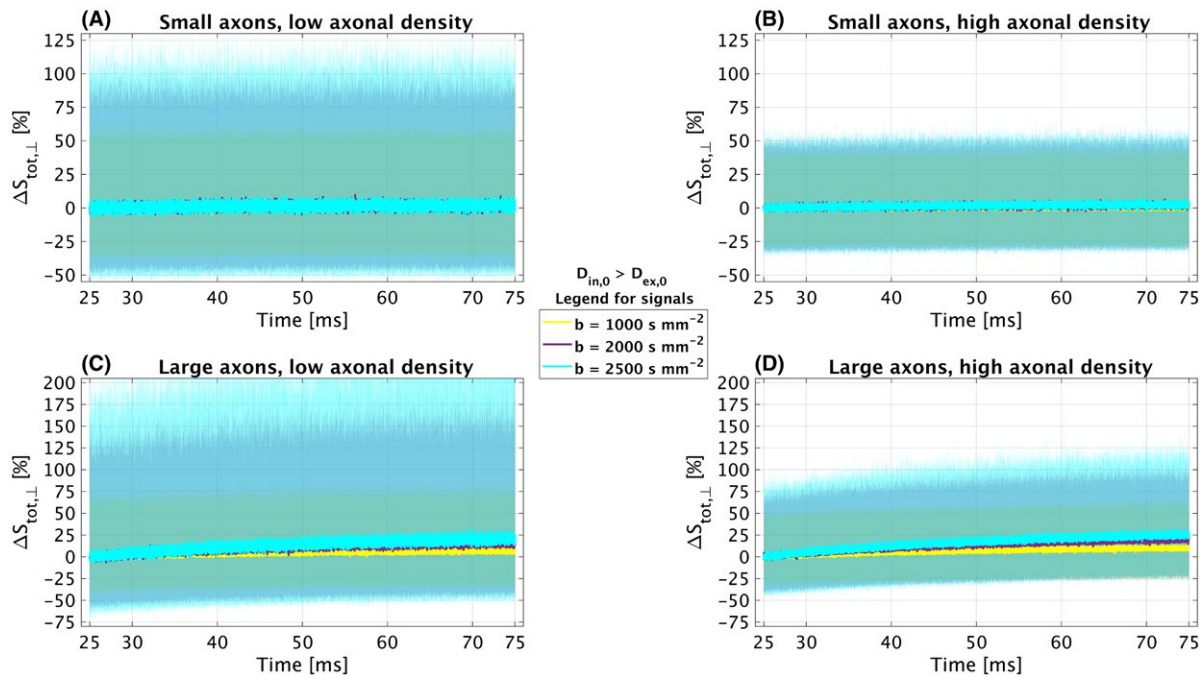 (A) Small axons, low axonal density
125
100
75
50
25
0
-25
-50
ΔS_tot,⊥ [%]
25 30 40 50 60 70 75
Time [ms]
(B) Small axons, high axonal density
125
100
75
50
25
0
-25
-50
ΔS_tot,⊥ [%]
25 30 40 50 60 70 75
Time [ms]
D_in,0 > D_ex,0
Legend for signals
b = 1000 s mm⁻²
b = 2000 s mm⁻²
b = 2500 s mm⁻²
(C) Large axons, low axonal density
200
175
150
125
100
75
50
25
0
-25
-50
-75
ΔS_tot,⊥ [%]
25 30 40 50 60 70 75
Time [ms]
(D) Large axons, high axonal density
200
175
150
125
100
75
50
25
0
-25
-50
-75
ΔS_tot,⊥ [%]
25 30 40 50 60 70 75
Time [ms]